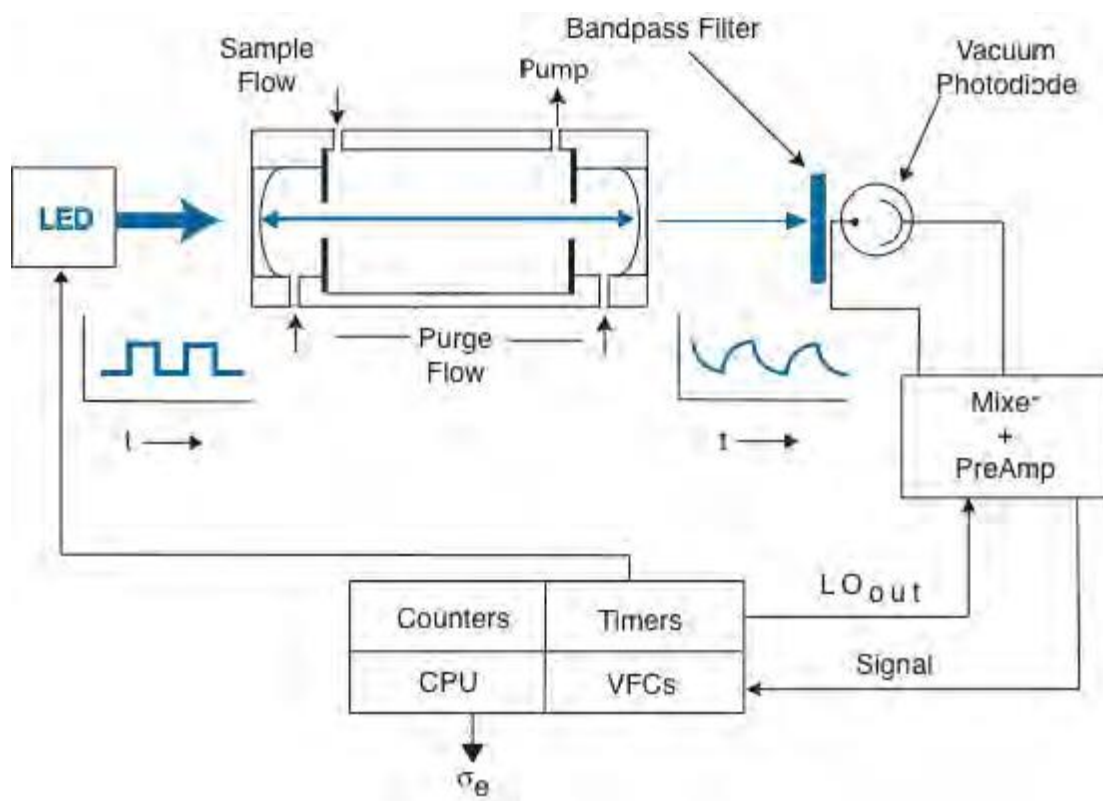 Bandpass Filter
Sample
Flow
Pump
Vacuum
Photodiode
LED
Purge
Flow
t
t
Mixer
+
PreAmp
LO out
Counters
Timers
Signal
CPU
VFCs
σe